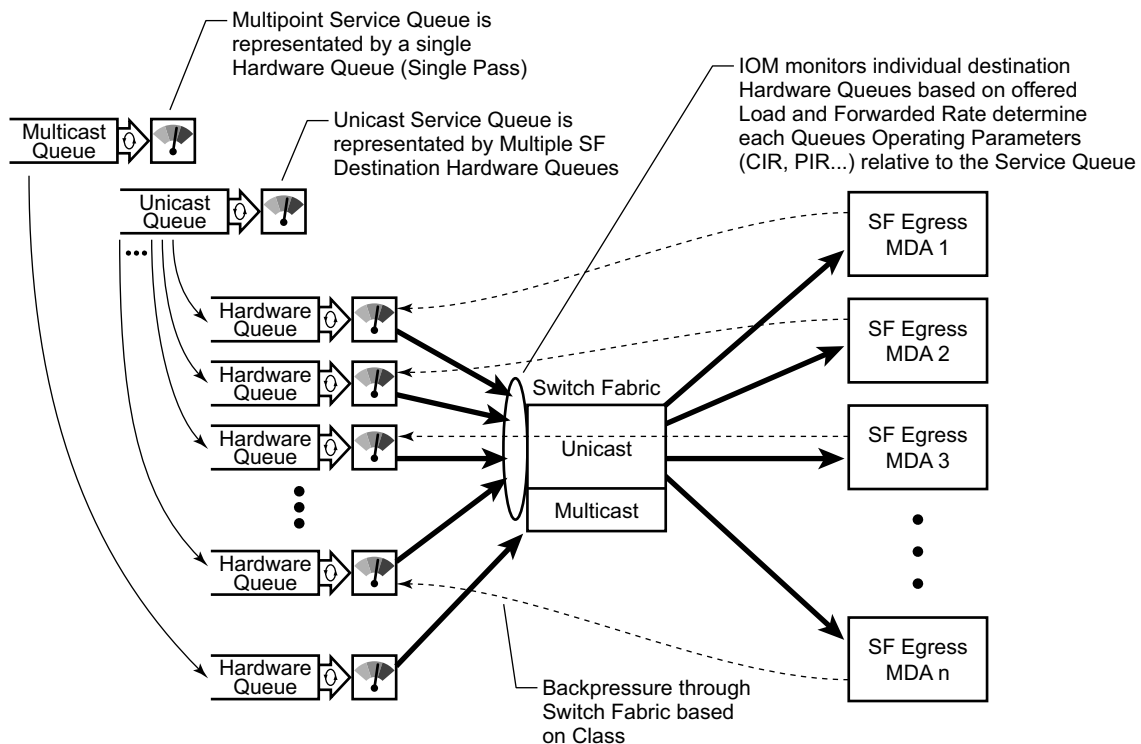 Multipoint Service Queue is
representated by a single
Hardware Queue (Single Pass)
IOM monitors individual destination
Hardware Queues based on offered
Load and Forwarded Rate determine
each Queues Operating Parameters
(CIR, PIR...) relative to the Service Queue
Multicast
Queue
Unicast Service Queue is
representated by Multiple SF
Destination Hardware Queues
Unicast
Queue
SF Egress
MDA 1
Hardware
Queue
SF Egress
MDA 2
Hardware
Queue
Switch Fabric
Hardware
Queue
Unicast
SF Egress
MDA 3
Multicast
Hardware
Queue
SF Egress
MDA n
Hardware
Queue
Backpressure through
Switch Fabric based
on Class